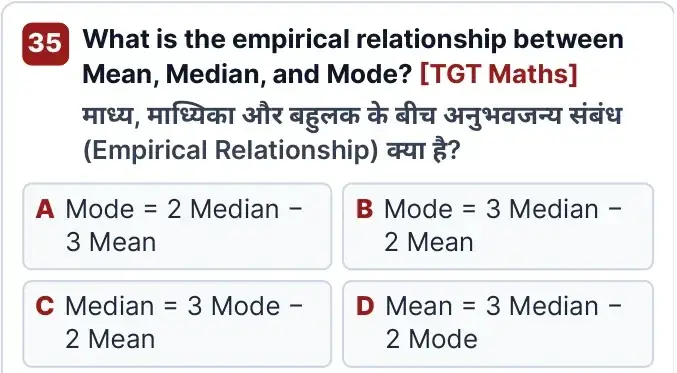 35 What is the empirical relationship between
Mean, Median, and Mode? [TGT Maths]
माध्य, माध्यिका और बहुलक के बीच अनुभवजन्य संबंध
(Empirical Relationship) क्या है?
A Mode = 2 Median −
3 Mean
B Mode = 3 Median −
2 Mean
C Median = 3 Mode −
2 Mean
D Mean = 3 Median −
2 Mode